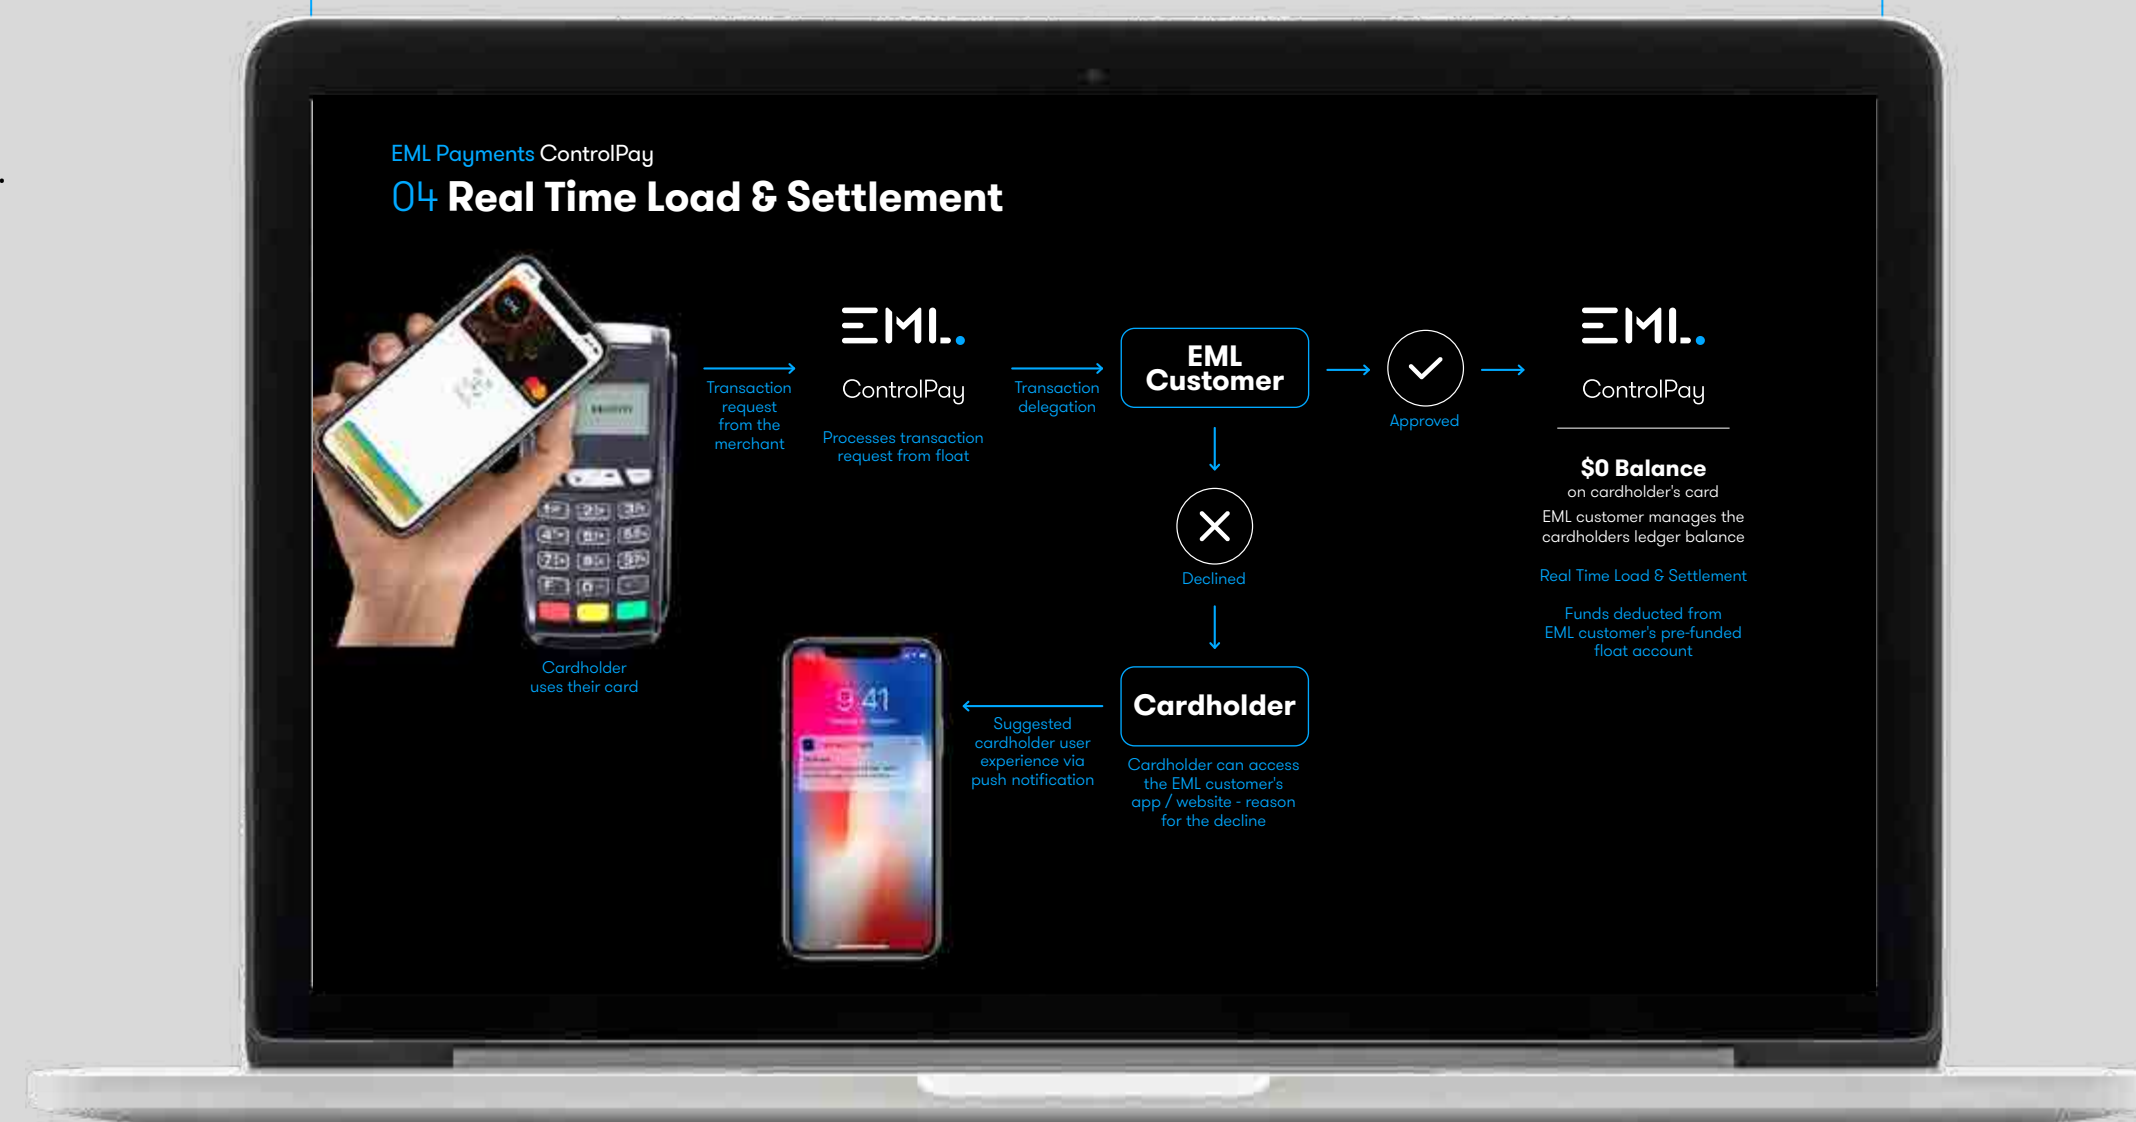 EML Payments ControlPay
04 Real Time Load & Settlement
Cardholder
uses their card
Transaction
request
from the
merchant
EML.
ControlPay
Processes transaction
request from float
Transaction
delegation
EML
Customer
Approved
EML.
ControlPay
$0 Balance
on cardholder's card
EML customer manages the
cardholders ledger balance
Real Time Load & Settlement
Funds deducted from
EML customer's pre-funded
float account
Declined
Cardholder
Cardholder can access
the EML customer's
app / website - reason
for the decline
Suggested
cardholder user
experience via
push notification
9:41